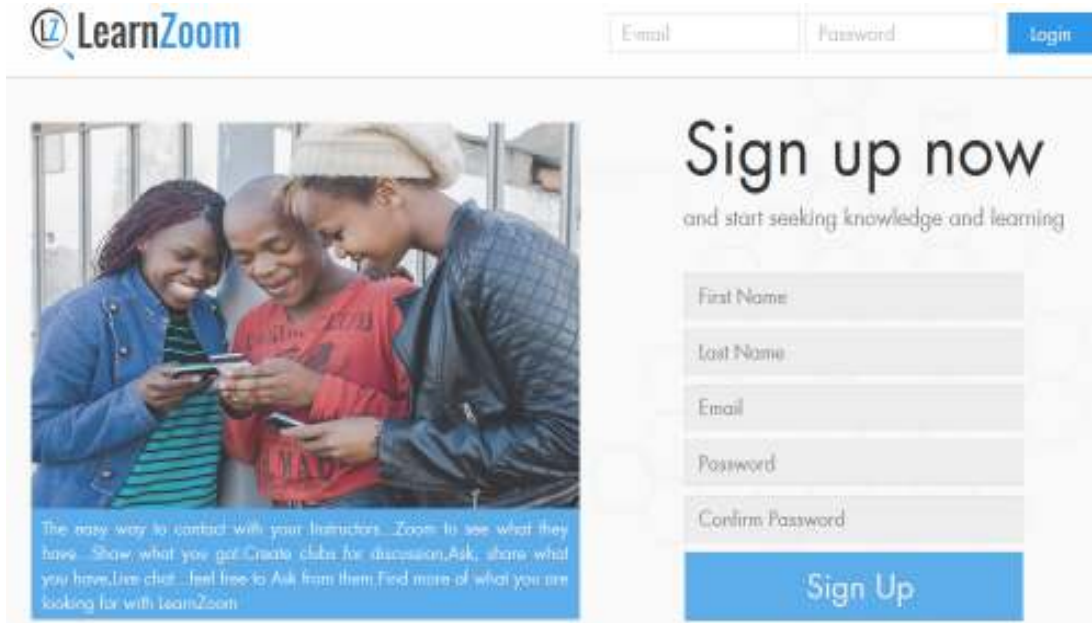 LZ LearnZoom
E-mail
Password
Login
Sign up now
and start seeking knowledge and learning
First Name
Last Name
Email
Password
Confirm Password
Sign Up
The easy way to contact with your Instructors...Zoom to see what they
have...Show what you got.Create clubs for discussion,Ask, share what
you have,Live chat...feel free to Ask from them.Find more of what you are
looking for with LearnZoom